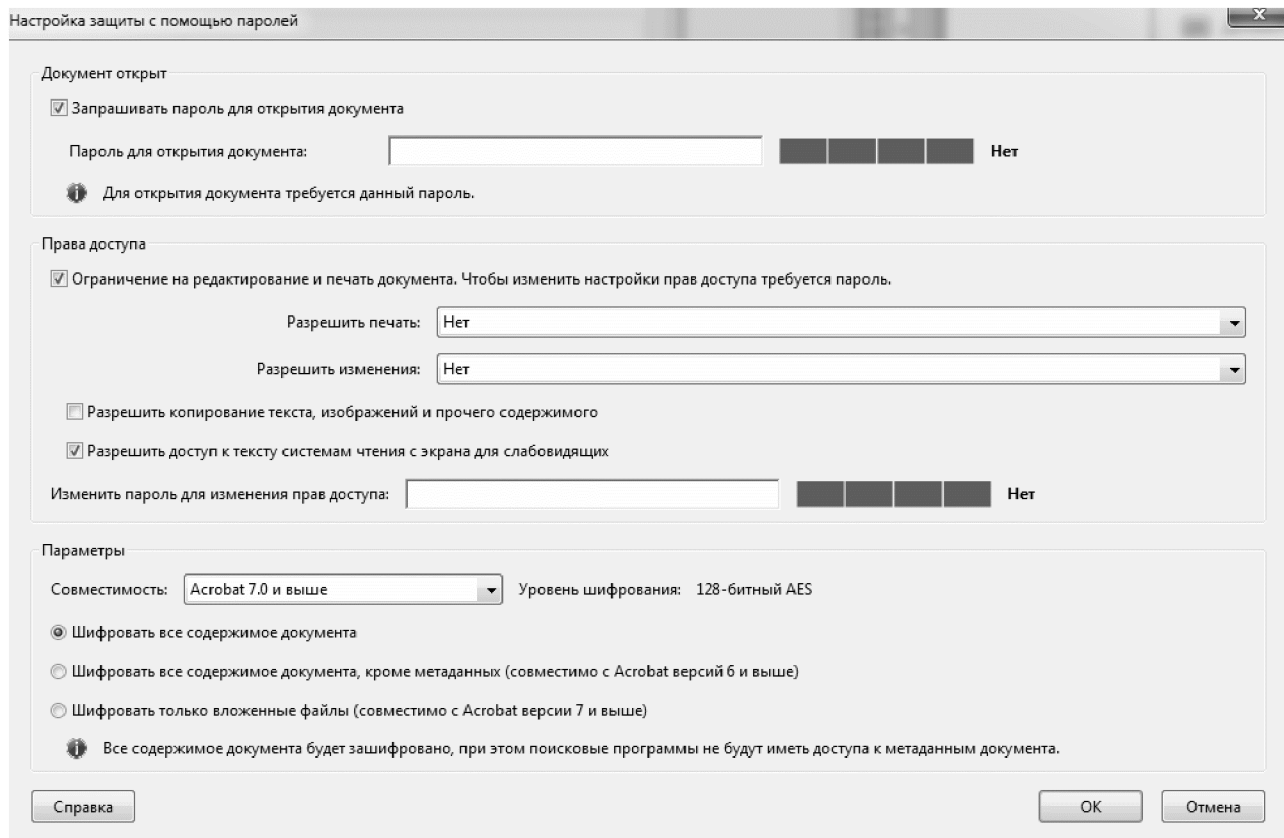 Настройка защиты с помощью паролей
Документ открыт
Запрашивать пароль для открытия документа
Пароль для открытия документа: Нет
Для открытия документа требуется данный пароль.
Права доступа
Ограничение на редактирование и печать документа. Чтобы изменить настройки прав доступа требуется пароль.
Разрешить печать: Нет
Разрешить изменения: Нет
Разрешить копирование текста, изображений и прочего содержимого
Разрешить доступ к тексту системам чтения с экрана для слабовидящих
Изменить пароль для изменения прав доступа: Нет
Параметры
Совместимость: Acrobat 7.0 и выше Уровень шифрования: 128-битный AES
Шифровать все содержимое документа
Шифровать все содержимое документа, кроме метаданных (совместимо с Acrobat версий 6 и выше)
Шифровать только вложенные файлы (совместимо с Acrobat версии 7 и выше)
Все содержимое документа будет зашифровано, при этом поисковые программы не будут иметь доступа к метаданным документа.
Справка ОК Отмена